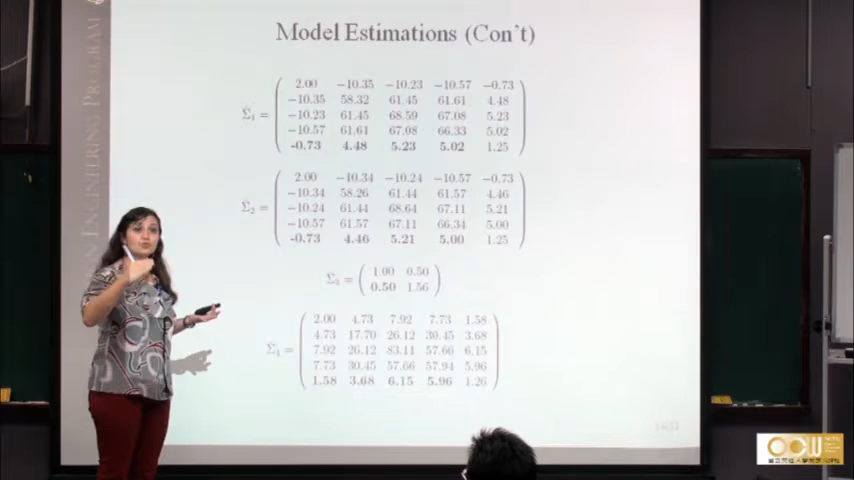 Model Estimations (Con't)
2.00 −10.35 −10.23 −10.57 −0.73
−10.35 58.32 61.45 61.61 4.48
Σ̂₁ =
−10.23 61.45 68.59 67.08 5.23
−10.57 61.61 67.08 66.33 5.02
-0.73 4.48 5.23 5.02 1.25
2.00 −10.34 −10.24 −10.57 −0.73
−10.34 58.26 61.44 61.57 4.46
Σ̂₂ =
−10.24 61.44 68.64 67.11 5.21
−10.57 61.57 67.11 66.34 5.00
-0.73 4.46 5.21 5.00 1.25
1.00 0.50
Σ̂₃ =
0.50 1.56
2.00 4.73 7.92 7.73 1.58
4.73 17.70 26.12 30.45 3.68
7.92 26.12 83.11 57.66 6.15
7.73 30.45 57.66 57.94 5.96
1.58 3.68 6.15 5.96 1.26
ENGINEERING PROGRAM
OCW